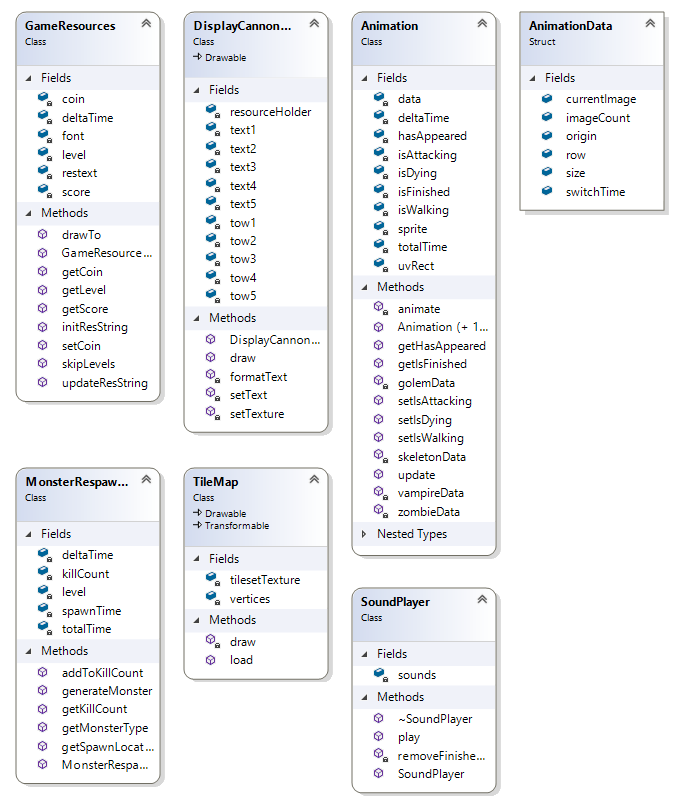 GameResources
Class
Fields
coin
deltaTime
font
level
restext
score
Methods
drawTo
GameResource...
getCoin
getLevel
getScore
initResString
setCoin
skipLevels
updateResString
DisplayCannon...
Class
Drawable
Fields
resourceHolder
text1
text2
text3
text4
text5
tow1
tow2
tow3
tow4
tow5
Methods
DisplayCannon...
draw
formatText
setText
setTexture
Animation
Class
Fields
data
deltaTime
hasAppeared
isAttacking
isDying
isFinished
isWalking
sprite
totalTime
uvRect
Methods
animate
Animation (+ 1...
getHasAppeared
getIsFinished
golemData
setIsAttacking
setIsDying
setIsWalking
skeletonData
update
vampireData
zombieData
Nested Types
AnimationData
Struct
Fields
currentImage
imageCount
origin
row
size
switchTime
MonsterRespaw...
Class
Fields
deltaTime
killCount
level
spawnTime
totalTime
Methods
addToKillCount
generateMonster
getKillCount
getMonsterType
getSpawnLocat...
MonsterRespa...
TileMap
Class
Drawable
Transformable
Fields
tilesetTexture
vertices
Methods
draw
load
SoundPlayer
Class
Fields
sounds
Methods
~SoundPlayer
play
removeFinishe...
SoundPlayer